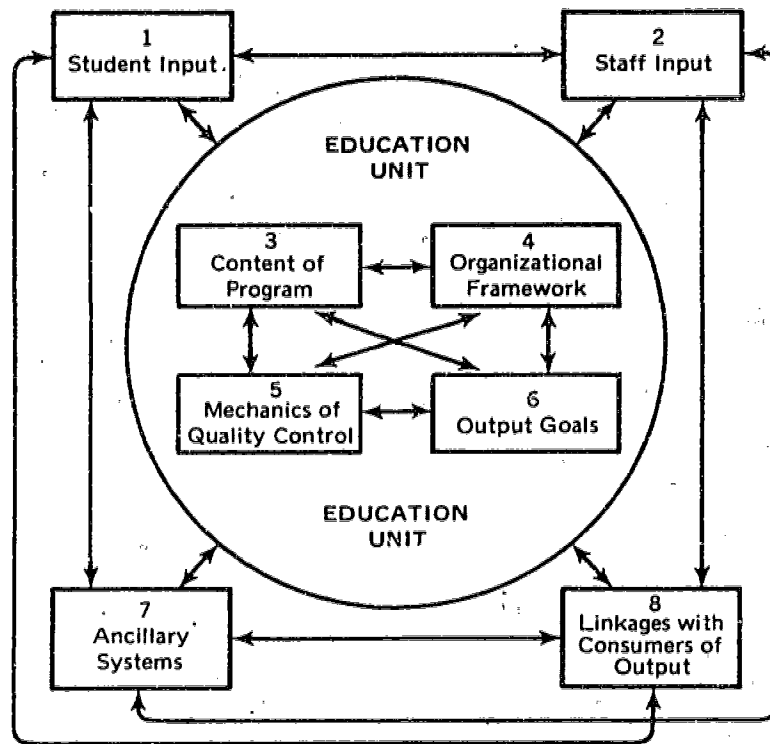 1
Student Input
2
Staff Input
EDUCATION
UNIT
3
Content of
Program
4
Organizational
Framework
5
Mechanics of
Quality Control
6
Output Goals
EDUCATION
UNIT
7
Ancillary
Systems
8
Linkages with
Consumers of
Output